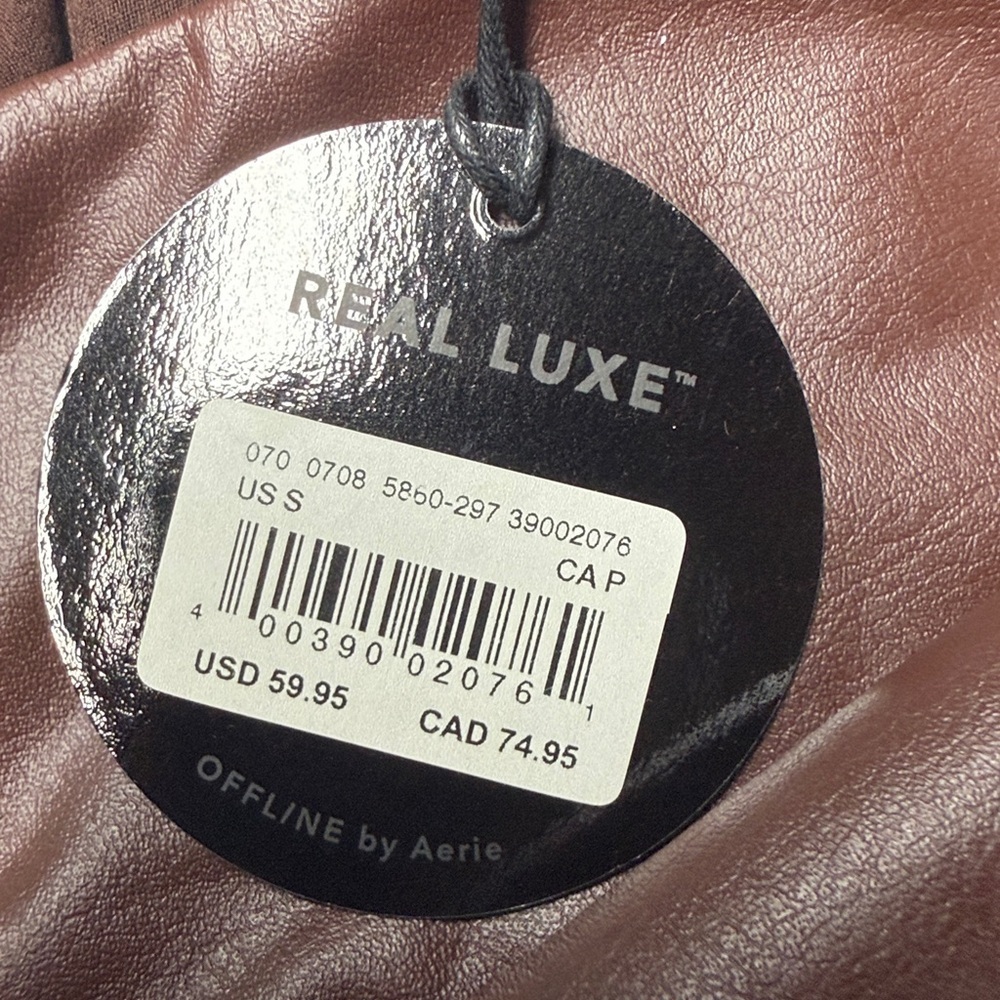 REAL LUXE™
070 0708 5860-297 39002076
US S
CA P
4 00390 02076 1
USD 59.95
CAD 74.95
OFFL/NE by Aerie